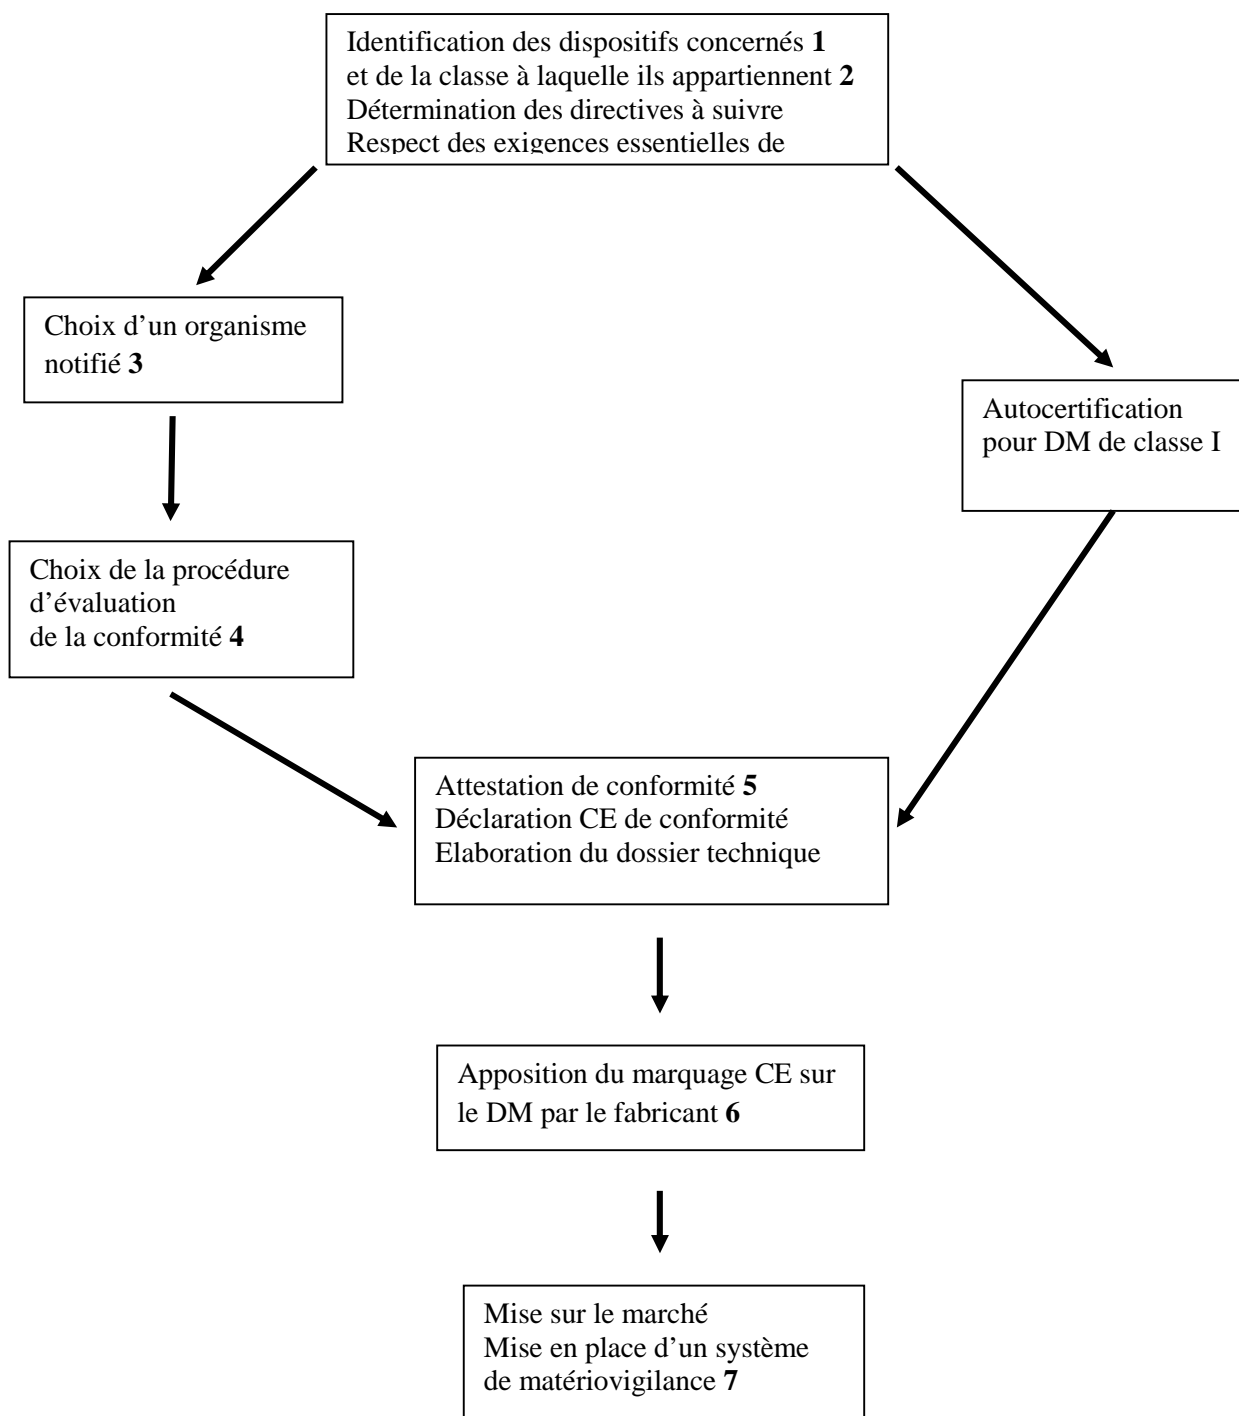 Identification des dispositifs concernés 1
et de la classe à laquelle ils appartiennent 2
Détermination des directives à suivre
Respect des exigences essentielles de
Choix d’un organisme
notifié 3
Autocertification
pour DM de classe I
Choix de la procédure
d’évaluation
de la conformité 4
Attestation de conformité 5
Déclaration CE de conformité
Elaboration du dossier technique
Apposition du marquage CE sur
le DM par le fabricant 6
Mise sur le marché
Mise en place d’un système
de matériovigilance 7